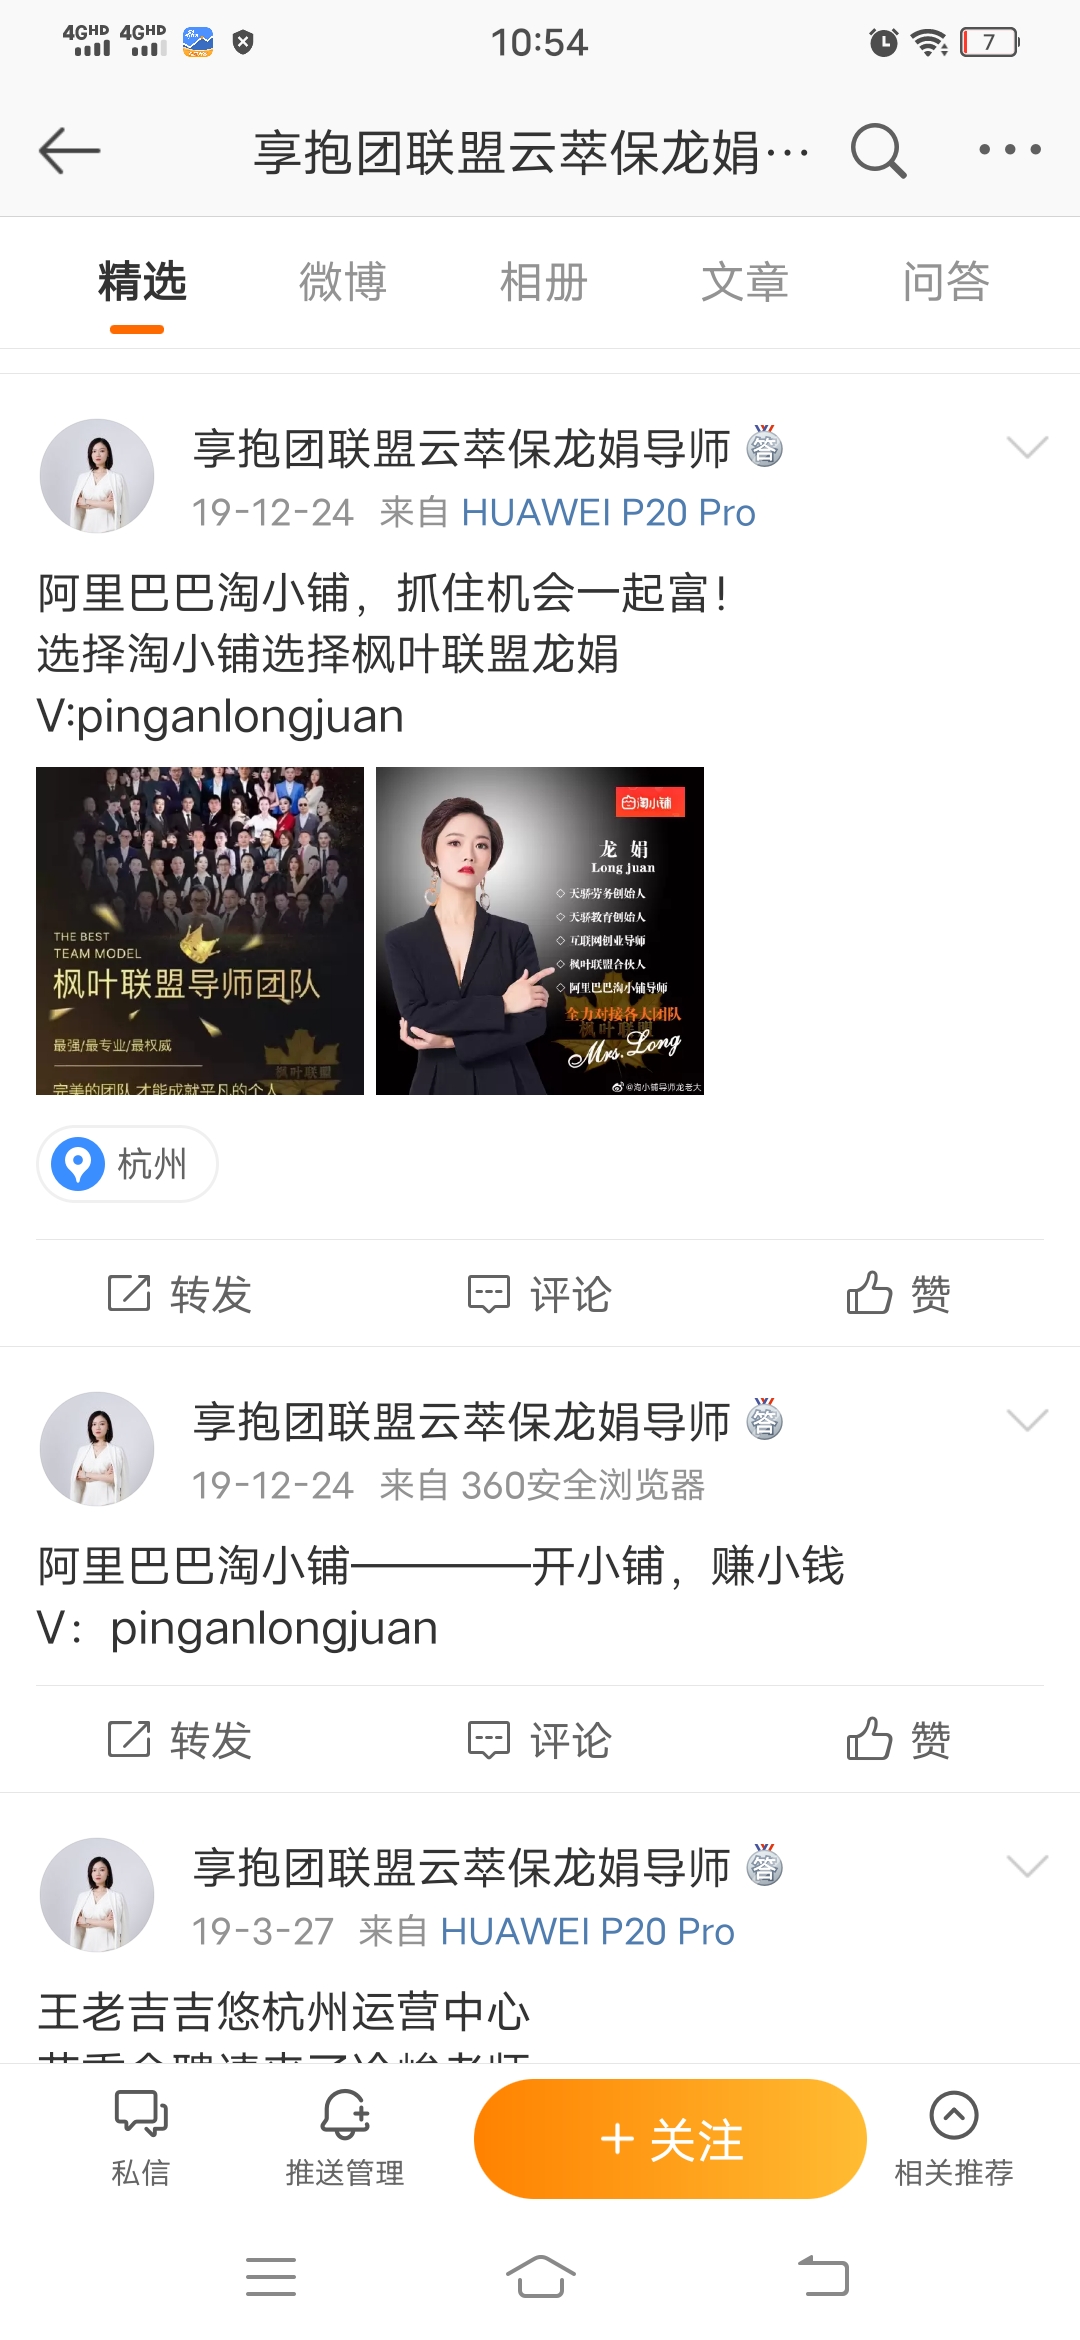 4GHD 4GHD 10:54 7
享抱团联盟云萃保龙娟…
精选 微博 相册 文章 问答
享抱团联盟云萃保龙娟导师 答
19-12-24 来自 HUAWEI P20 Pro
阿里巴巴淘小铺，抓住机会一起富！
选择淘小铺选择枫叶联盟龙娟
V:pinganlongjuan
THE BEST
TEAM MODEL
枫叶联盟导师团队
最强/最专业/最权威
枫叶联盟
完美的团队 才能成就平凡的个人
淘小铺
龙 娟
Long juan
◇ 天骄劳务创始人
◇ 天骄教育创始人
◇ 互联网创业导师
◇ 枫叶联盟合伙人
◇ 阿里巴巴淘小铺导师
全力对接各大团队
枫叶联盟
Mrs. Long
@淘小铺导师龙老大
杭州
转发 评论 赞
享抱团联盟云萃保龙娟导师 答
19-12-24 来自 360安全浏览器
阿里巴巴淘小铺————开小铺，赚小钱
V：pinganlongjuan
转发 评论 赞
享抱团联盟云萃保龙娟导师 答
19-3-27 来自 HUAWEI P20 Pro
王老吉吉悠杭州运营中心
私信 推送管理 +关注 相关推荐